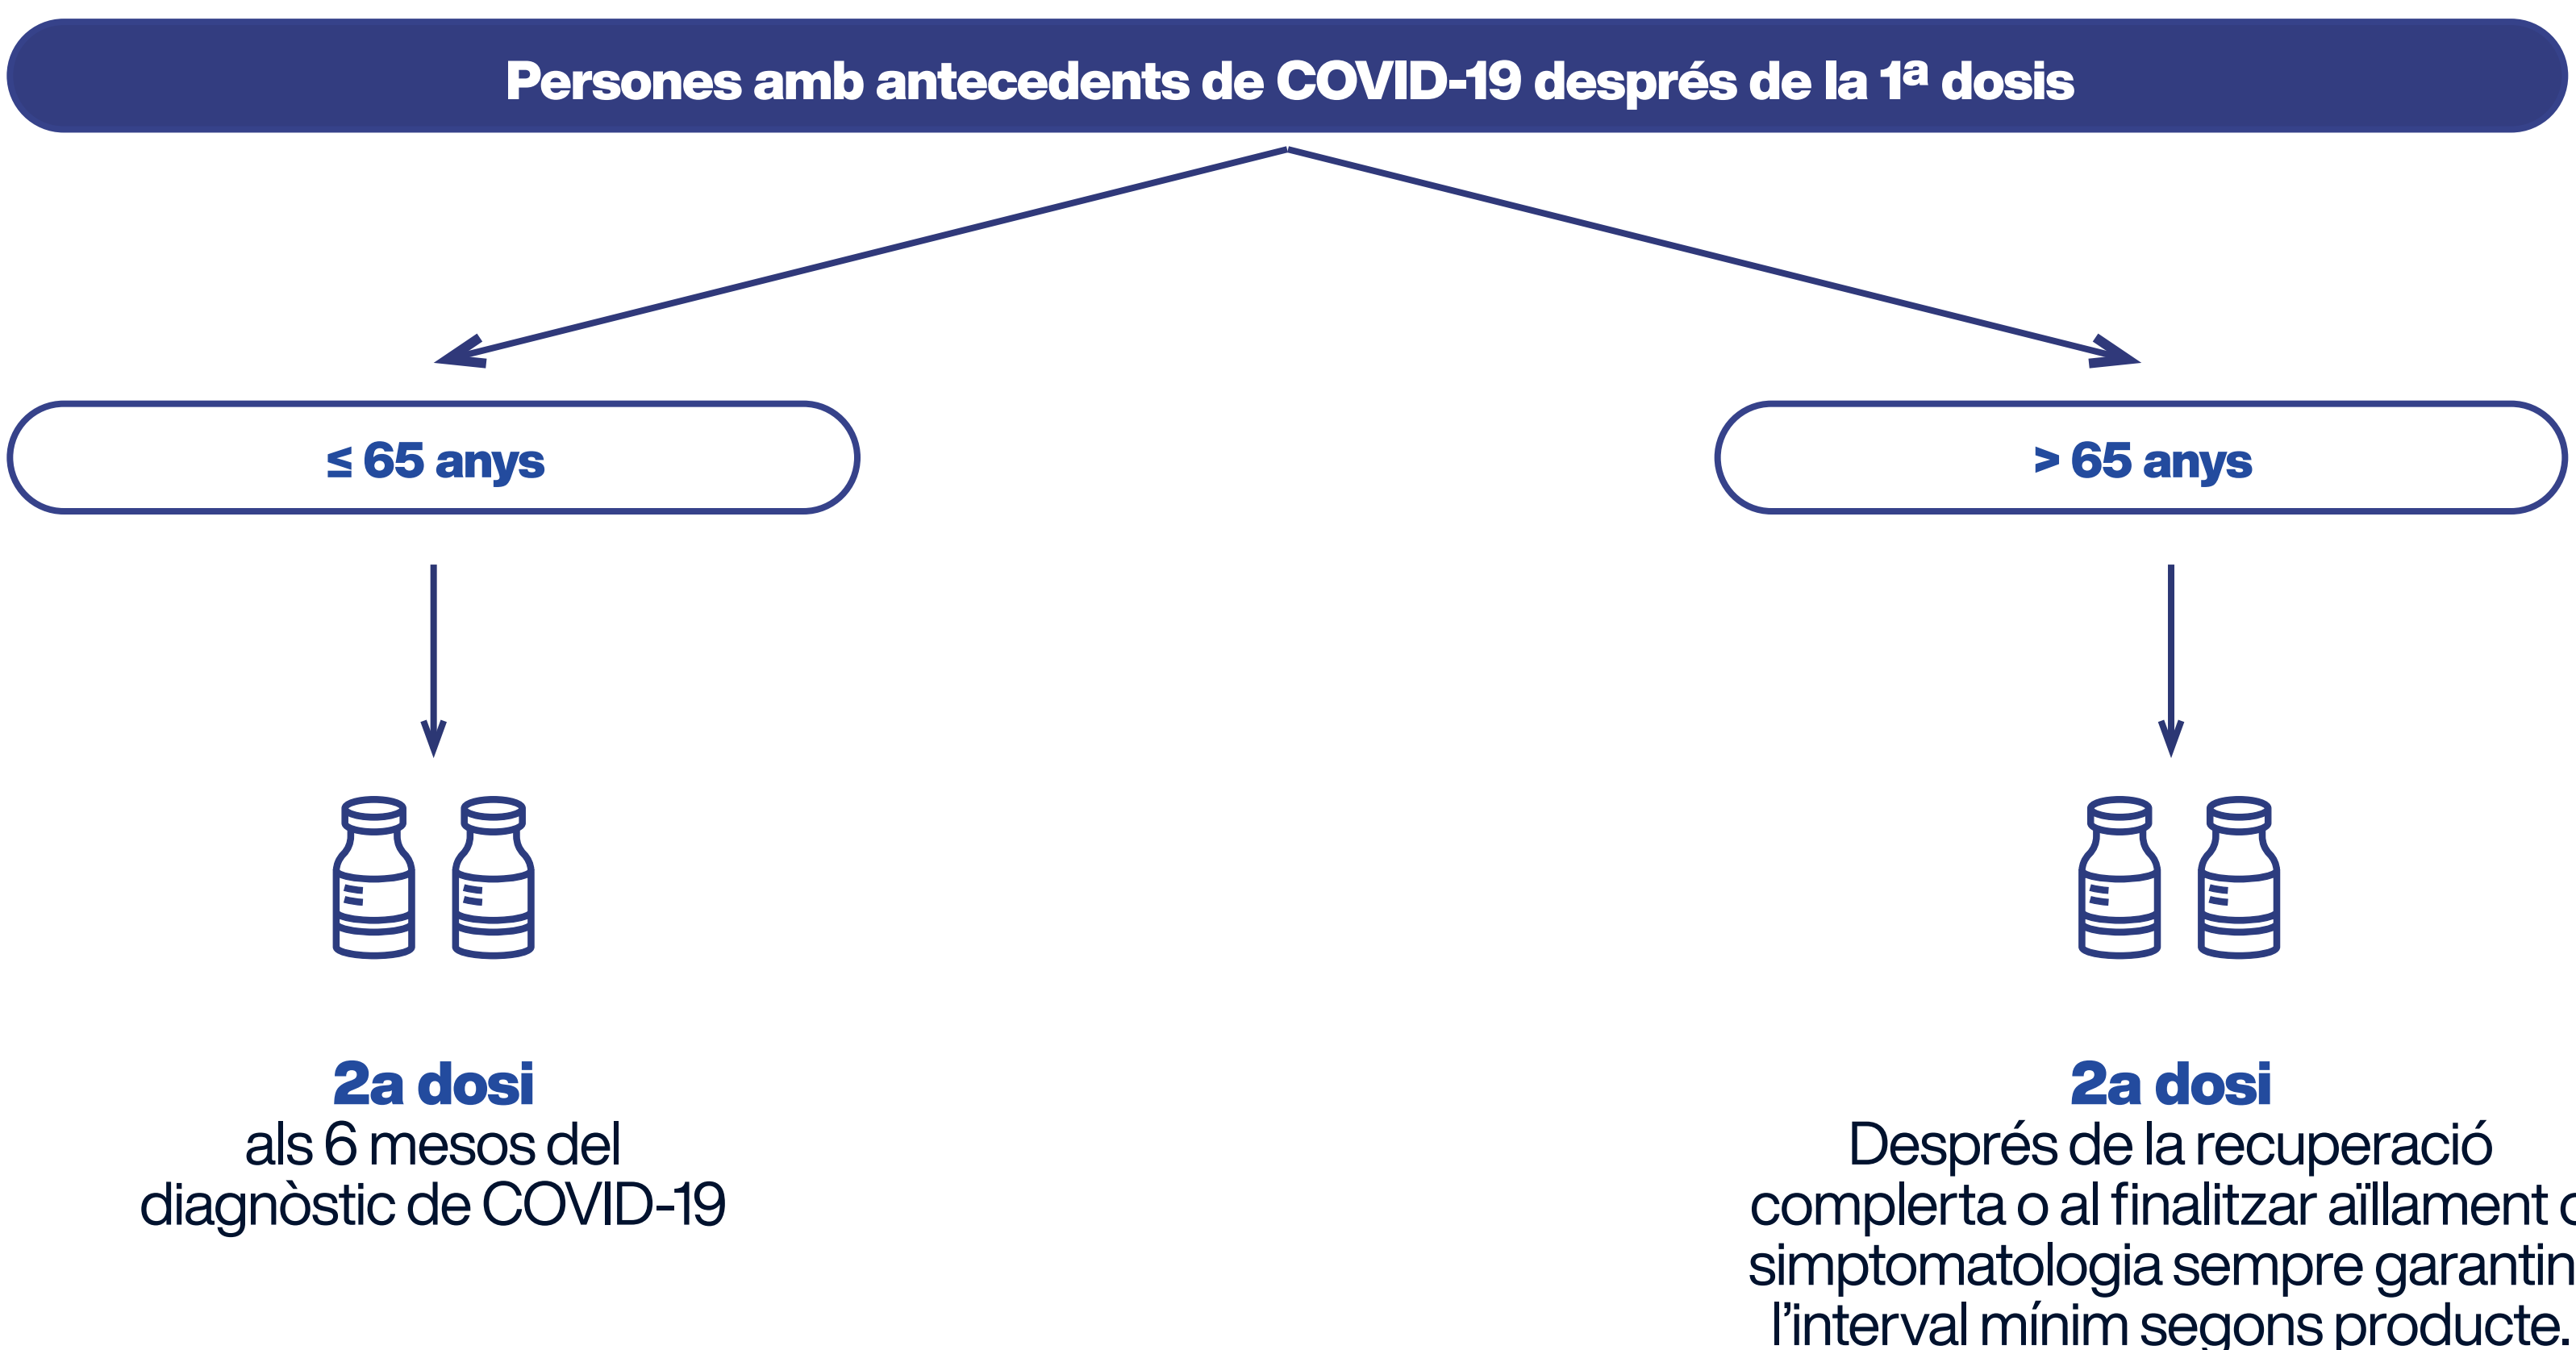 Persones amb antecedents de COVID-19 després de la 1ª dosis
≤ 65 anys
> 65 anys
2a dosi
als 6 mesos del
diagnòstic de COVID-19
2a dosi
Després de la recuperació
complerta o al finalitzar aïllament
simptomatologia sempre garantin
l'interval mínim segons producte.